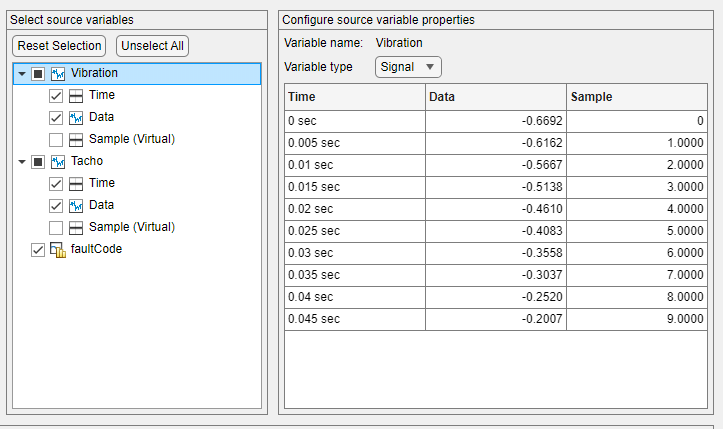 Select source variables
Reset Selection Unselect All
Vibration
Time
Data
Sample (Virtual)
Tacho
Time
Data
Sample (Virtual)
faultCode
Configure source variable properties
Variable name: Vibration
Variable type Signal
Time Data Sample
0 sec -0.6692 0
0.005 sec -0.6162 1.0000
0.01 sec -0.5667 2.0000
0.015 sec -0.5138 3.0000
0.02 sec -0.4610 4.0000
0.025 sec -0.4083 5.0000
0.03 sec -0.3558 6.0000
0.035 sec -0.3037 7.0000
0.04 sec -0.2520 8.0000
0.045 sec -0.2007 9.0000